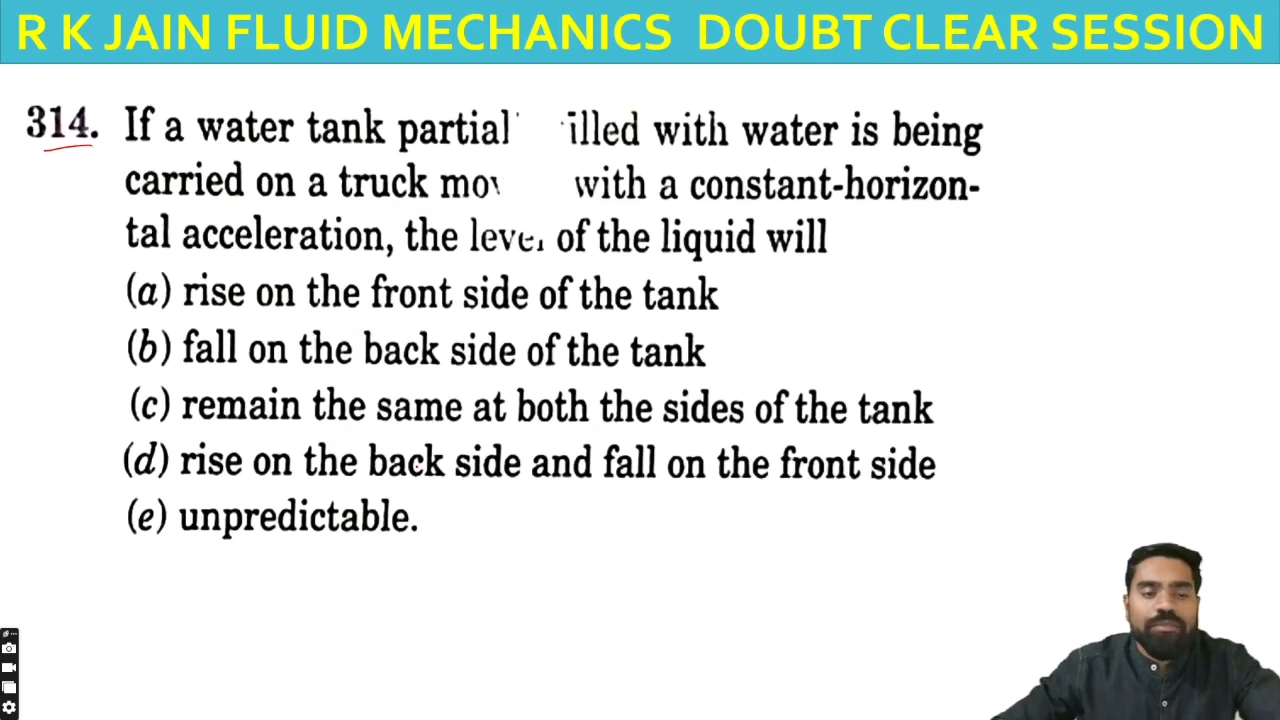 R K JAIN FLUID MECHANICS DOUBT CLEAR SESSION
314. If a water tank partial illed with water is being
carried on a truck mov with a constant-horizon-
tal acceleration, the level of the liquid will
(a) rise on the front side of the tank
(b) fall on the back side of the tank
(c) remain the same at both the sides of the tank
(d) rise on the back side and fall on the front side
(e) unpredictable.